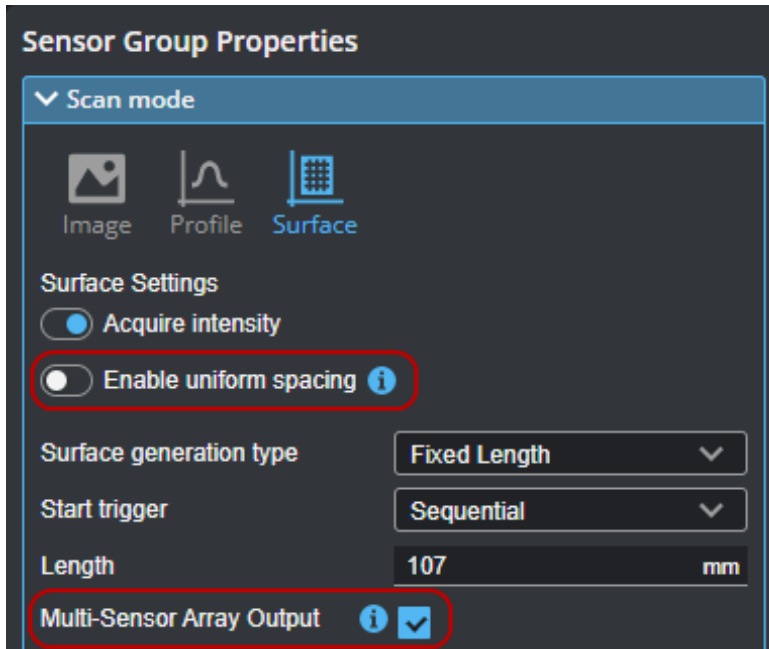 Sensor Group Properties
Scan mode
Image Profile Surface
Surface Settings
Acquire intensity
Enable uniform spacing
Surface generation type Fixed Length
Start trigger Sequential
Length 107 mm
Multi-Sensor Array Output